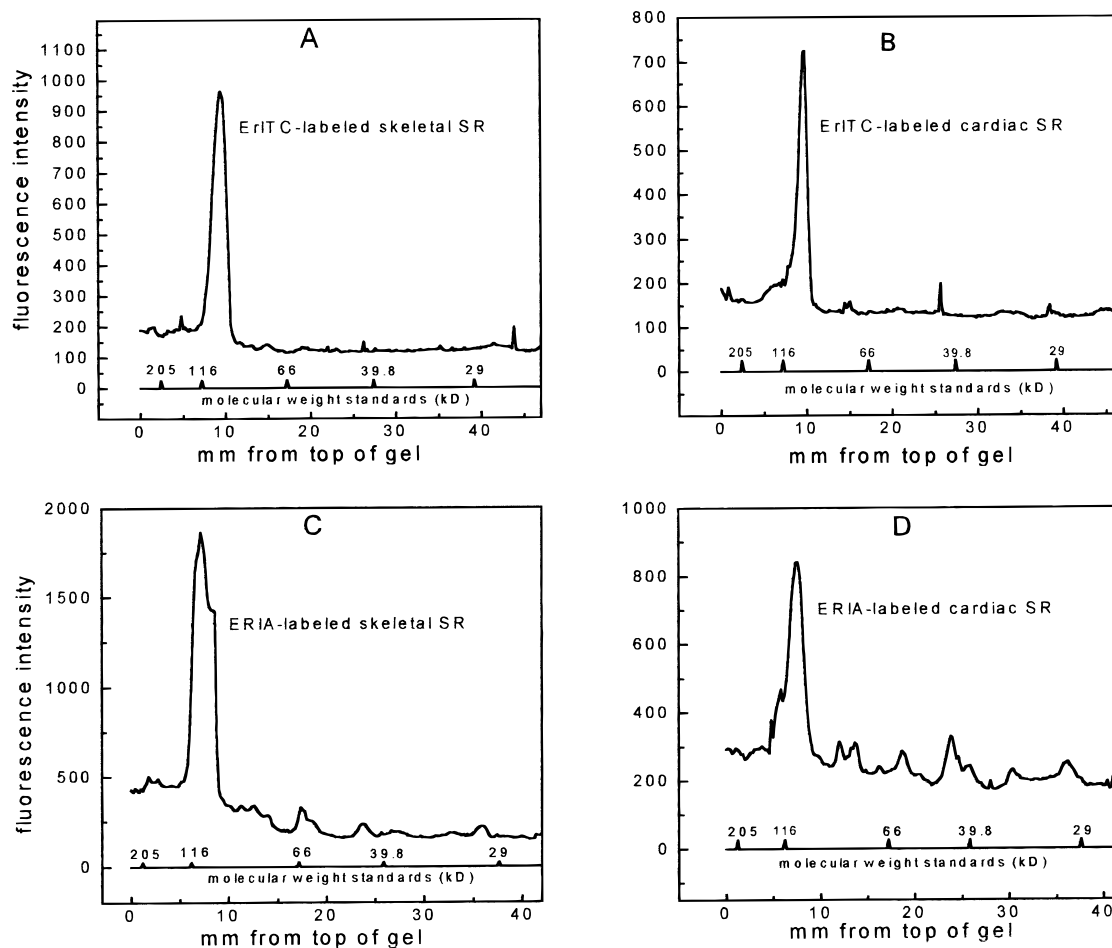 A
fluorescence intensity
1100
1000
900
800
700
600
500
400
300
200
100
0
ErITC-labeled skeletal SR
205 116 66 39.8 29
molecular weight standards (kD)
0 10 20 30 40
mm from top of gel
B
800
700
600
500
400
300
200
100
0
ErITC-labeled cardiac SR
205 116 66 39.8 29
molecular weight standards (kD)
0 10 20 30 40
mm from top of gel
C
fluorescence intensity
2000
1500
1000
500
0
ERIA-labeled skeletal SR
205 116 66 39.8 29
molecular weight standards (kD)
0 10 20 30 40
mm from top of gel
D
1000
800
600
400
200
0
ERIA-labeled cardiac SR
205 116 66 39.8 29
molecular weight standards (kD)
0 10 20 30 40
mm from top of gel